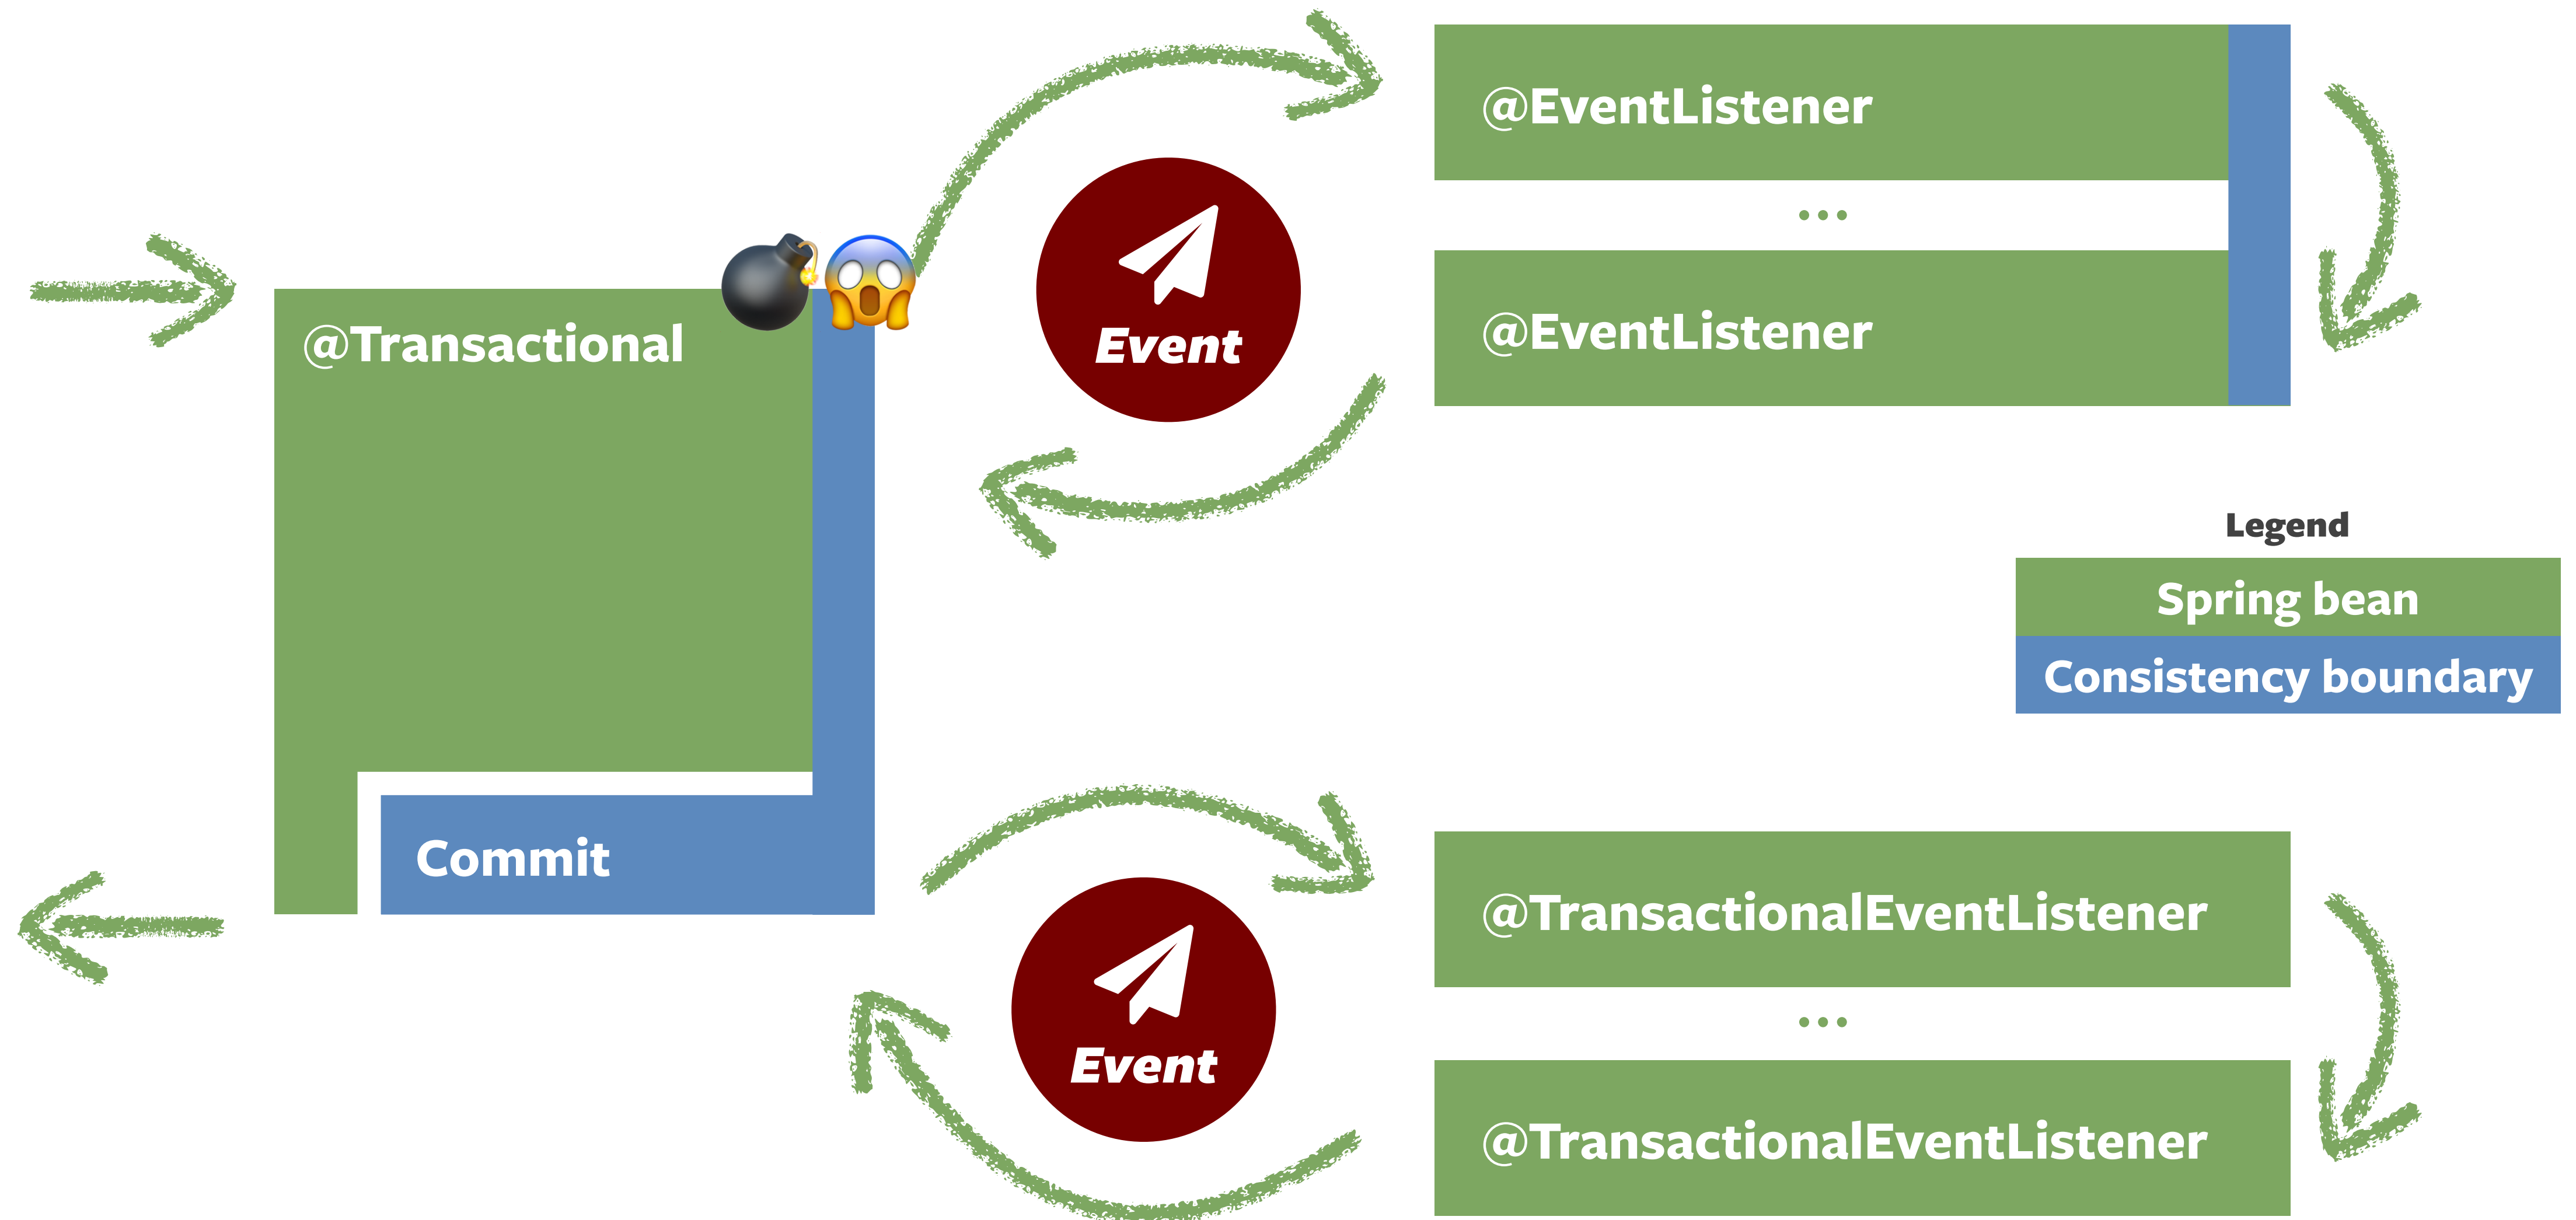 @EventListener
...
@EventListener
Event
@Transactional
Commit
Legend
Spring bean
Consistency boundary
@TransactionalEventListener
...
@TransactionalEventListener
Event